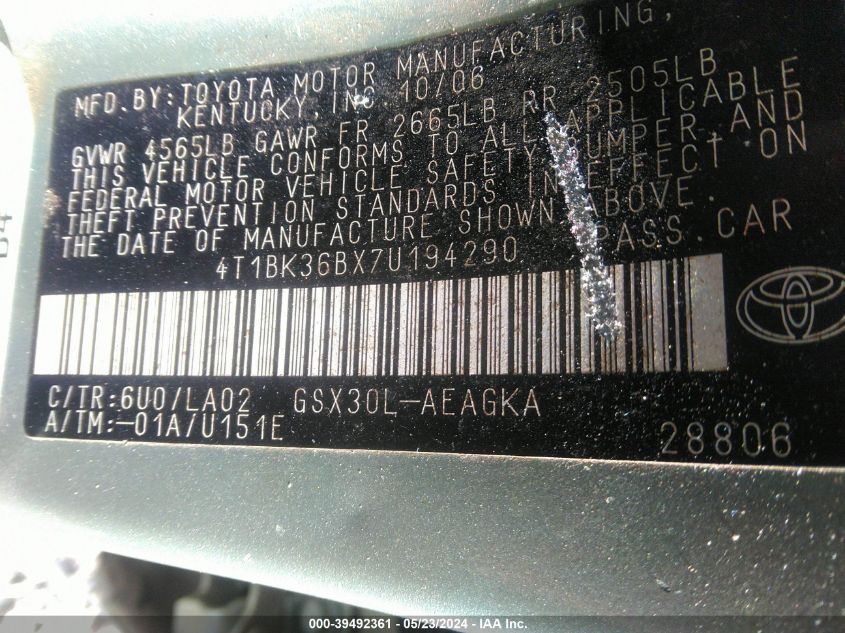 MFD. BY: TOYOTA MOTOR MANUFACTURING,
KENTUCKY, INC 10/06
GVWR 4565LB GAWR FR 2665LB RR 2505LB
THIS VEHICLE CONFORMS TO ALL APPLICABLE
FEDERAL MOTOR VEHICLE SAFETY, BUMPER, AND
THEFT PREVENTION STANDARDS IN EFFECT ON
THE DATE OF MANUFACTURE SHOWN ABOVE.
4T1BK36BX7U194290 PASS. CAR
C/TR:6U0/LA02 GSX30L-AEAGKA
A/TM:-01A/U151E 28806
000-39492361 - 05/23/2024 - IAA Inc.